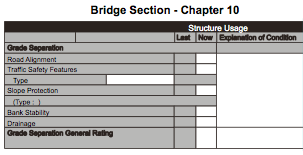 Bridge Section - Chapter 10
Structure Usage
Last Now Explanation of Condition
Grade Separation
Road Alignment
Traffic Safety Features
Type
Slope Protection
(Type : )
Bank Stability
Drainage
Grade Separation General Rating